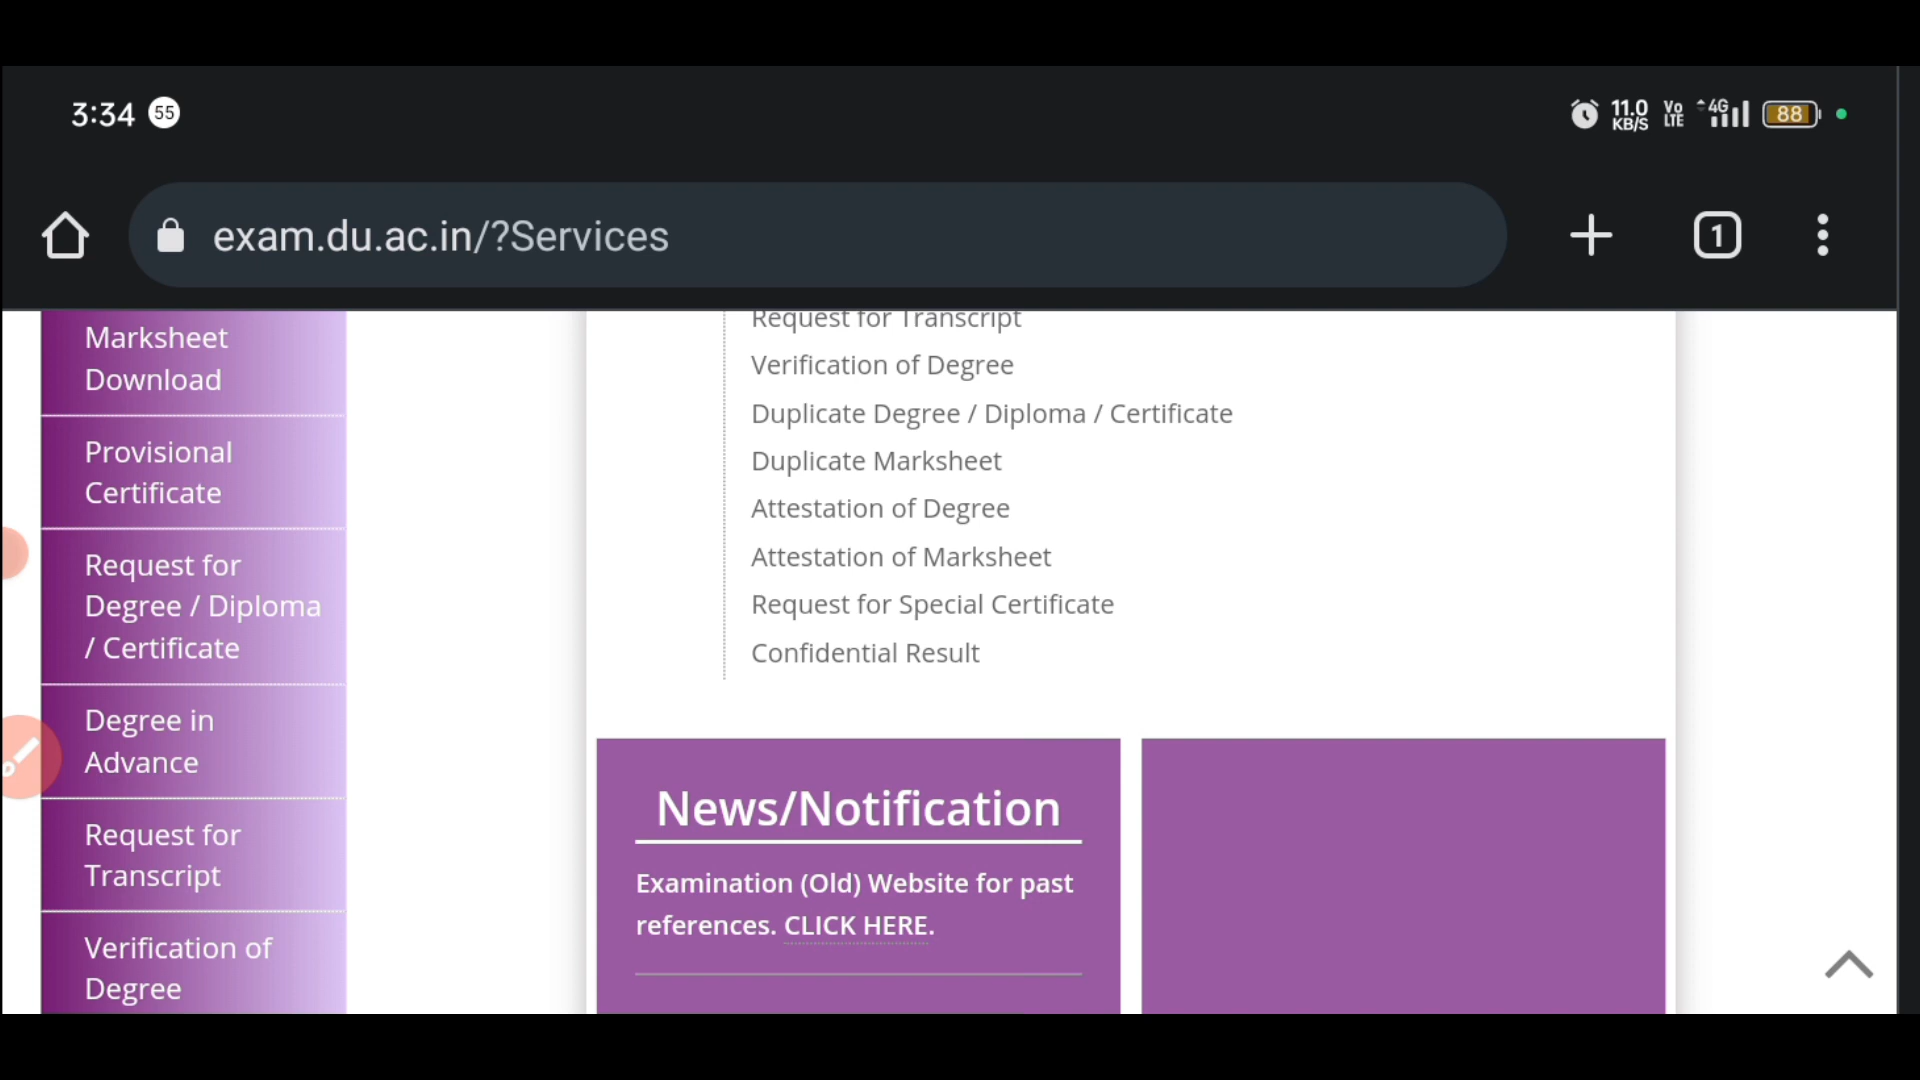 3:34 55 11.0 KB/S Vo LTE 4G 88
exam.du.ac.in/?Services 1
Marksheet
Download
Provisional
Certificate
Request for
Degree / Diploma
/ Certificate
Degree in
Advance
Request for
Transcript
Verification of
Degree
Request for Transcript
Verification of Degree
Duplicate Degree / Diploma / Certificate
Duplicate Marksheet
Attestation of Degree
Attestation of Marksheet
Request for Special Certificate
Confidential Result
News/Notification
Examination (Old) Website for past
references. CLICK HERE.